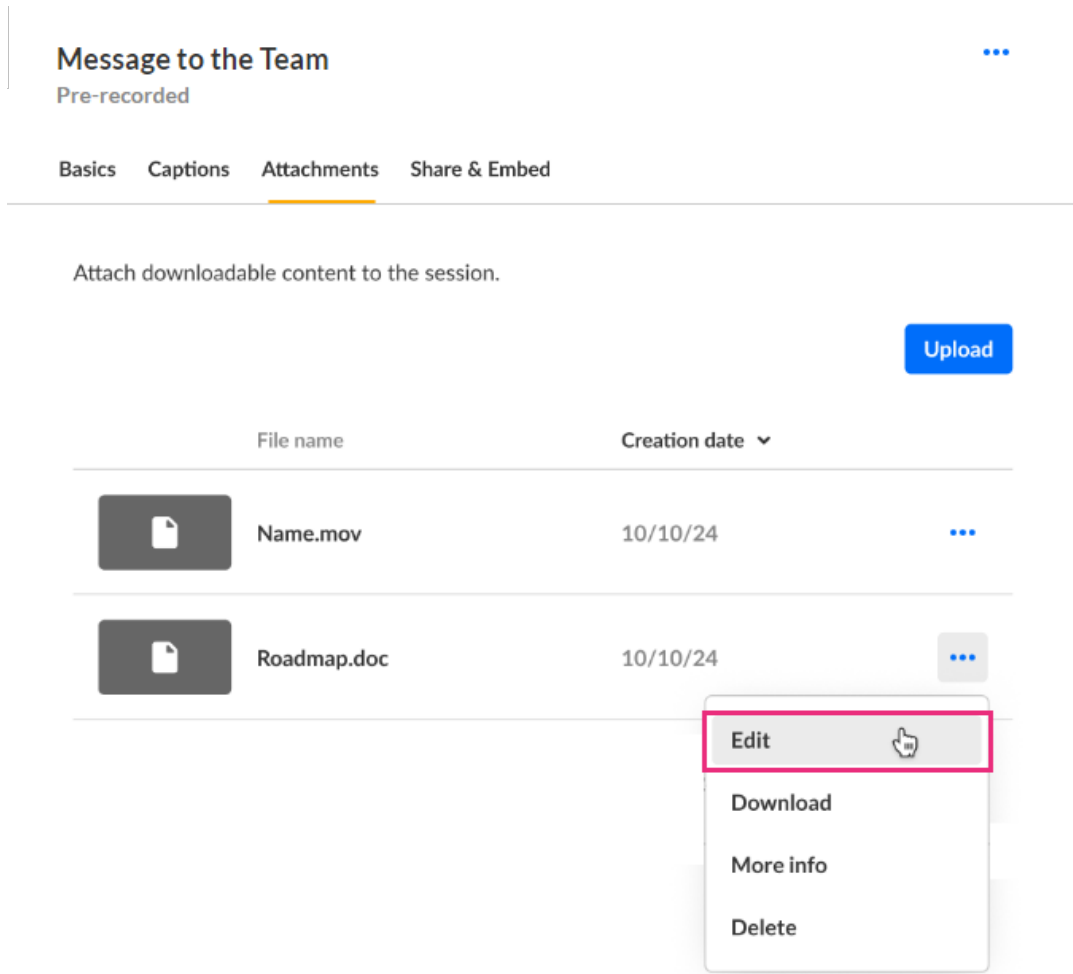 Message to the Team
Pre-recorded
Basics Captions Attachments Share & Embed
Attach downloadable content to the session.
Upload
File name Creation date
Name.mov 10/10/24
Roadmap.doc 10/10/24
Edit
Download
More info
Delete